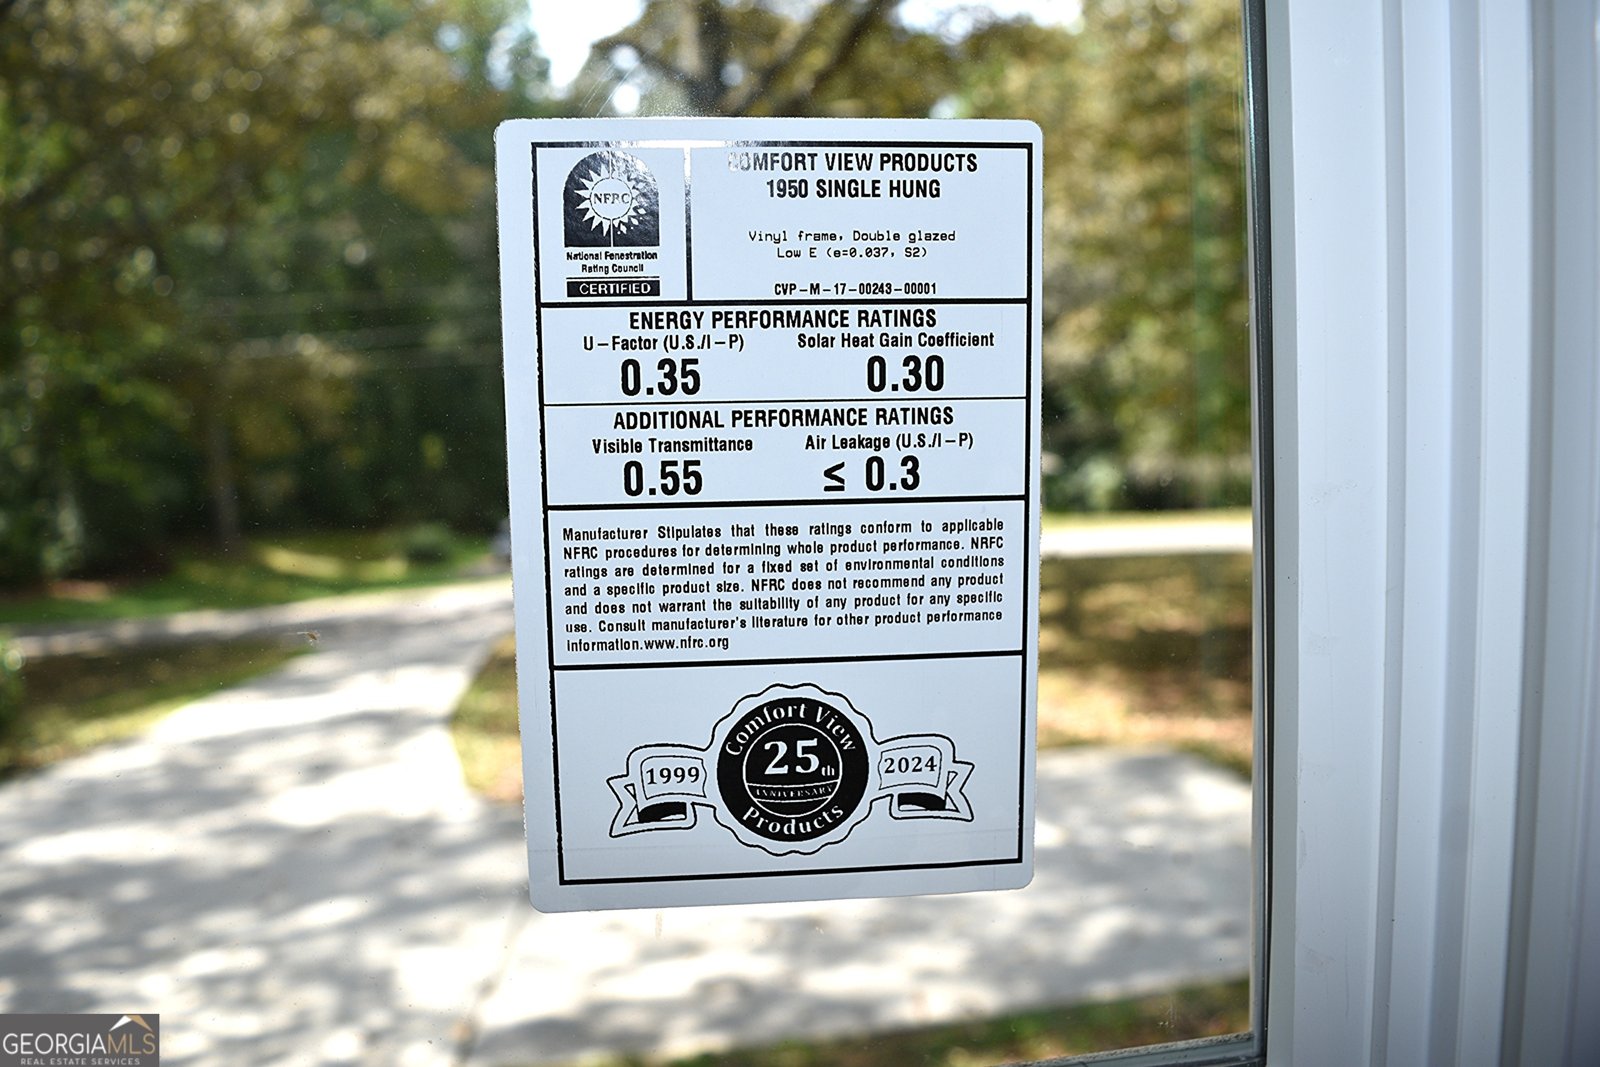 NFRC
National Fenestration
Rating Council
CERTIFIED
COMFORT VIEW PRODUCTS
1950 SINGLE HUNG
Vinyl frame, Double glazed
Low E (e=0.037, S2)
CVP-M-17-00243-00001
ENERGY PERFORMANCE RATINGS
U-Factor (U.S./I-P) Solar Heat Gain Coefficient
0.35 0.30
ADDITIONAL PERFORMANCE RATINGS
Visible Transmittance Air Leakage (U.S./I-P)
0.55 ≤ 0.3
Manufacturer Stipulates that these ratings conform to applicable
NFRC procedures for determining whole product performance. NRFC
ratings are determined for a fixed set of environmental conditions
and a specific product size. NFRC does not recommend any product
and does not warrant the suitability of any product for any specific
use. Consult manufacturer's literature for other product performance
information.www.nfrc.org
Comfort View
1999 25th 2024
ANNIVERSARY
Products
GEORGIAMLS
REAL ESTATE SERVICES